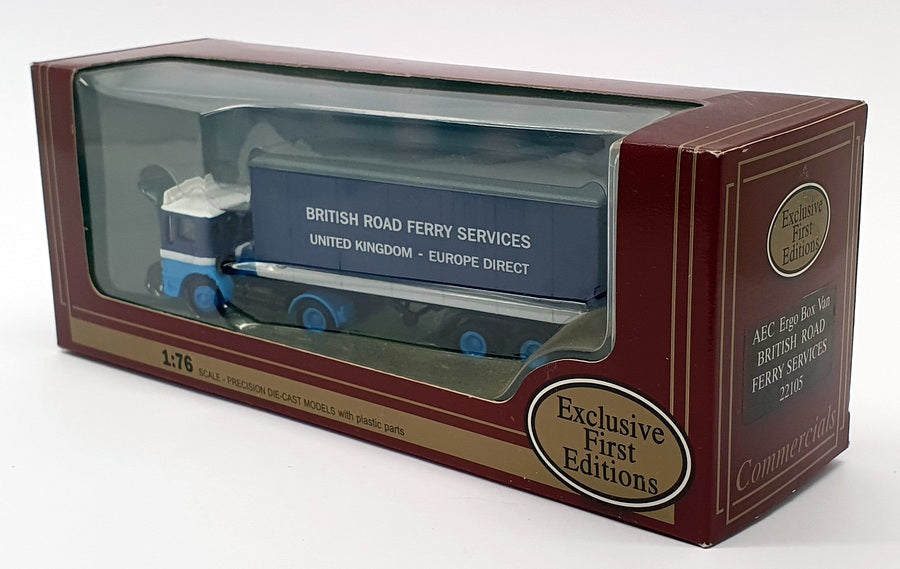 BRITISH ROAD FERRY SERVICES
UNITED KINGDOM - EUROPE DIRECT
1:76 SCALE - PRECISION DIE-CAST MODELS with plastic parts
Exclusive
First
Editions
Exclusive
First
Editions
AEC Ergo Box Van
BRITISH ROAD
FERRY SERVICES
22105
Commercials